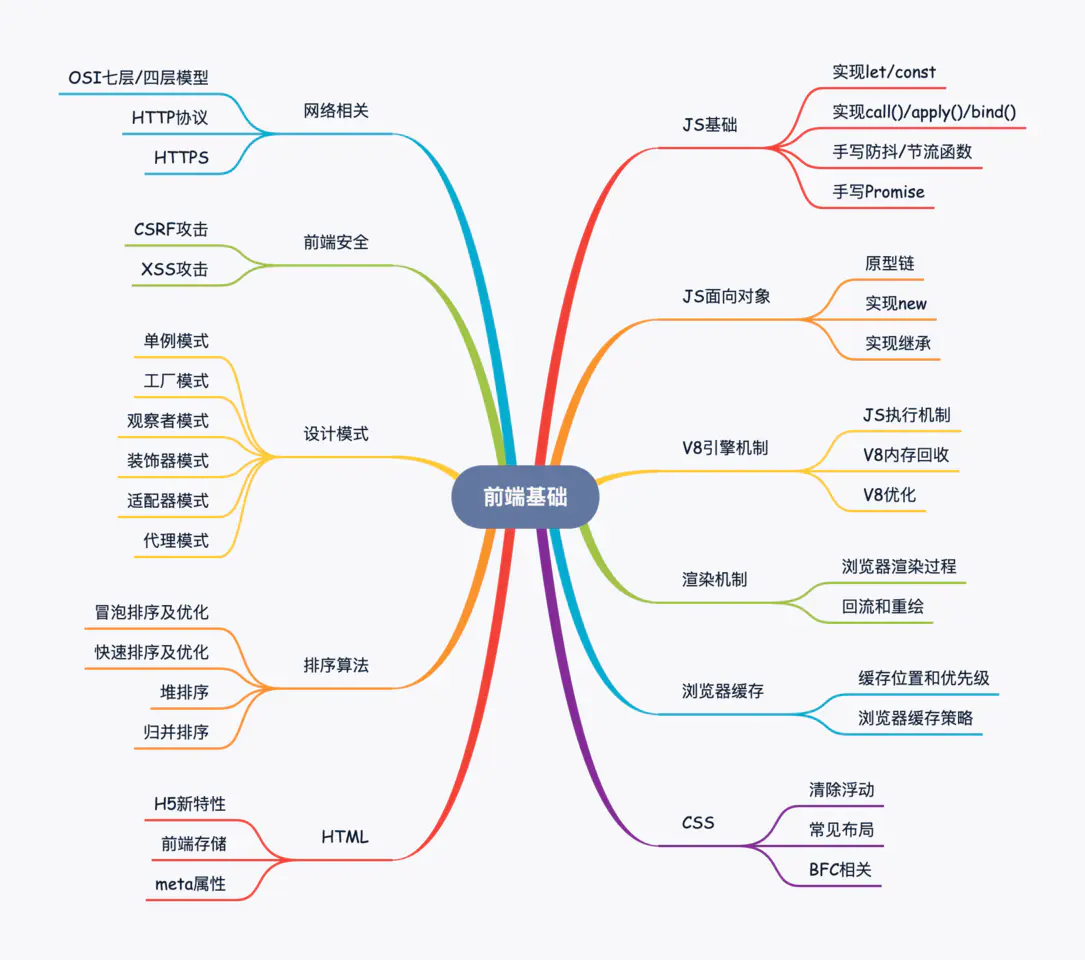 前端基础
JS基础
实现let/const
实现call()/apply()/bind()
手写防抖/节流函数
手写Promise
JS面向对象
原型链
实现new
实现继承
V8引擎机制
JS执行机制
V8内存回收
V8优化
渲染机制
浏览器渲染过程
回流和重绘
浏览器缓存
缓存位置和优先级
浏览器缓存策略
CSS
清除浮动
常见布局
BFC相关
网络相关
OSI七层/四层模型
HTTP协议
HTTPS
前端安全
CSRF攻击
XSS攻击
设计模式
单例模式
工厂模式
观察者模式
装饰器模式
适配器模式
代理模式
排序算法
冒泡排序及优化
快速排序及优化
堆排序
归并排序
HTML
H5新特性
前端存储
meta属性